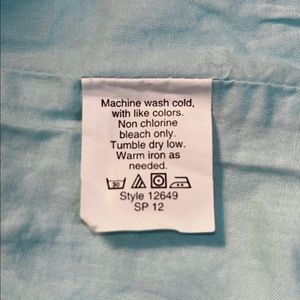 Machine wash cold,
with like colors.
Non chlorine
bleach only.
Tumble dry low.
Warm iron as
needed.
30
Style 12649
SP 12